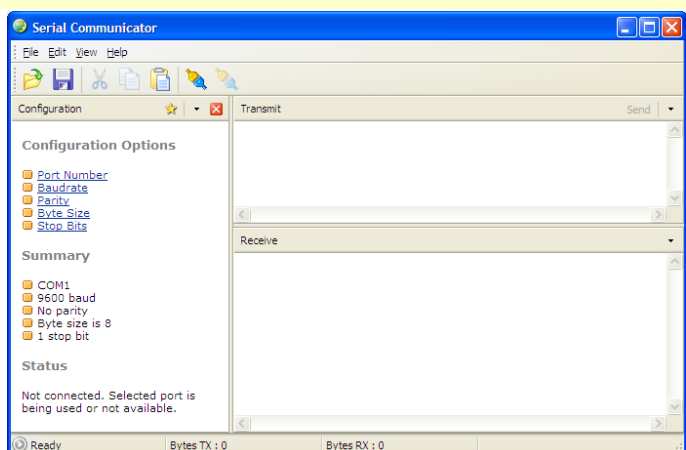 Serial Communicator
File Edit View Help
Configuration
Transmit Send
Configuration Options
Port Number
Baudrate
Parity
Byte Size
Stop Bits
Summary
COM1
9600 baud
No parity
Byte size is 8
1 stop bit
Status
Not connected. Selected port is
being used or not available.
Receive
Ready Bytes TX : 0 Bytes RX : 0